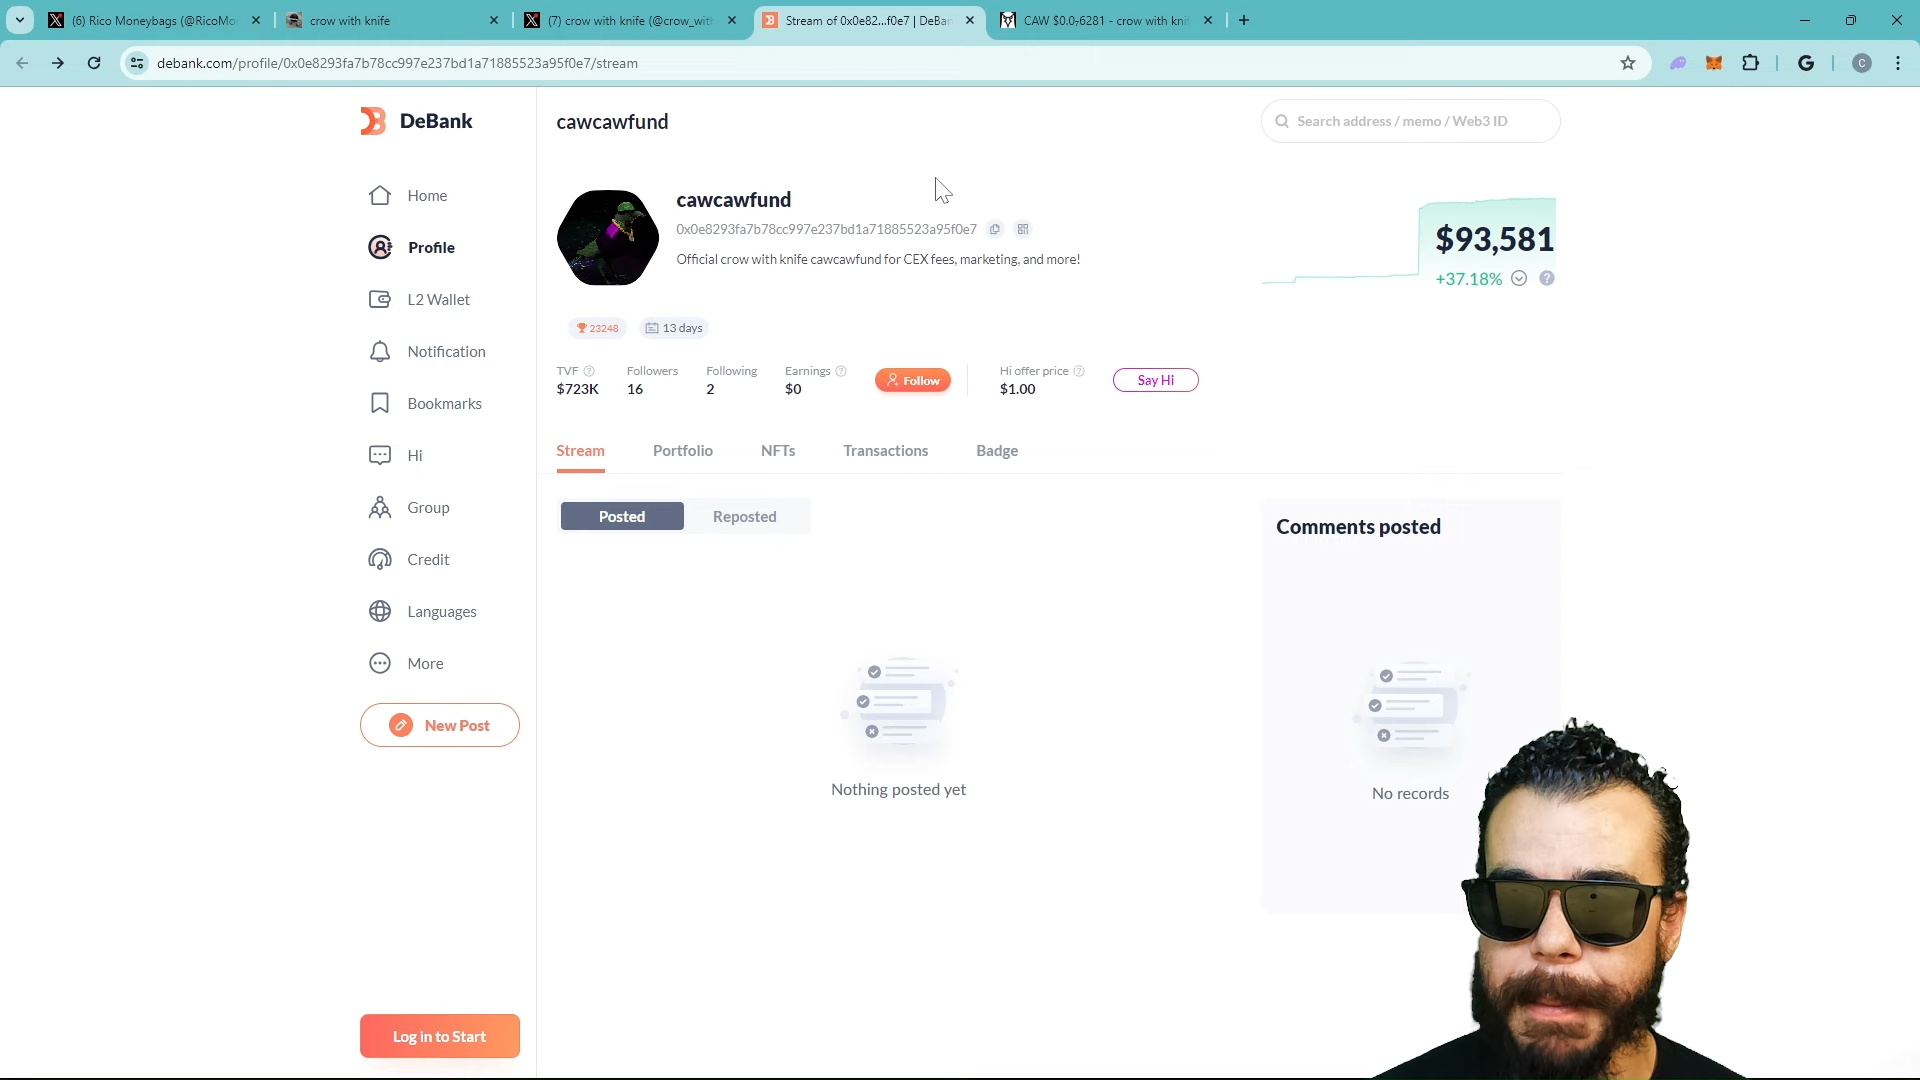 (6) Rico Moneybags (@RicoMo
crow with knife
(7) crow with knife (@crow_with
Stream of 0x0e82...f0e7 | DeBan
CAW $0.0₇6281 - crow with kni
debank.com/profile/0x0e8293fa7b78cc997e237bd1a71885523a95f0e7/stream
G
C
DeBank
cawcawfund
Search address / memo / Web3 ID
Home
Profile
L2 Wallet
Notification
Bookmarks
Hi
Group
Credit
Languages
More
New Post
Log in to Start
cawcawfund
0x0e8293fa7b78cc997e237bd1a71885523a95f0e7
Official crow with knife cawcawfund for CEX fees, marketing, and more!
$93,581
+37.18%
23248
13 days
TVF
$723K
Followers
16
Following
2
Earnings
$0
Follow
Hi offer price
$1.00
Say Hi
Stream
Portfolio
NFTs
Transactions
Badge
Posted
Reposted
Nothing posted yet
Comments posted
No records